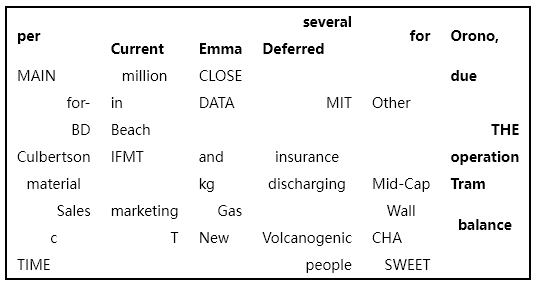 several
per for Orono,
Current Emma Deferred
MAIN million CLOSE due
for- in DATA MIT Other
BD Beach THE
Culbertson IFMT and insurance operation
material kg discharging Mid-Cap Tram
Sales marketing Gas Wall
balance
c T New Volcanogenic CHA
TIME people SWEET